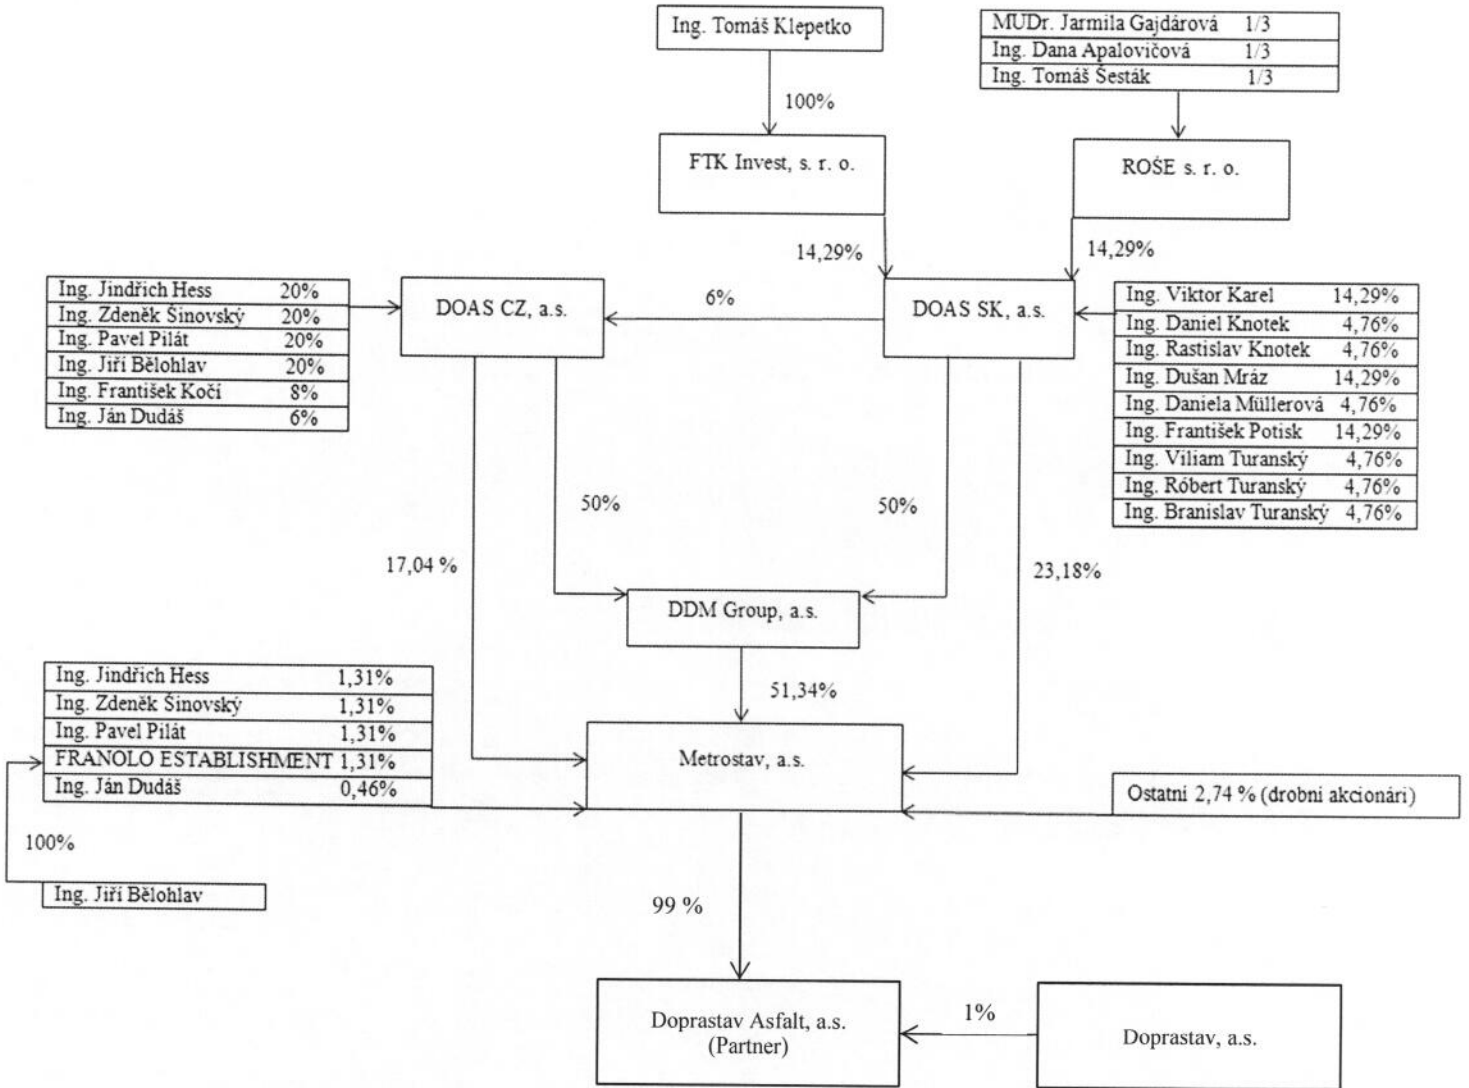 Ing. Tomáš Klepetko
MUDr. Jarmila Gajdárová 1/3
Ing. Dana Apalovičová 1/3
Ing. Tomáš Šesták 1/3
100%
FTK Invest, s. r. o.
ROŠE s. r. o.
14,29%
14,29%
Ing. Jindřich Hess 20%
Ing. Zdeněk Šinovský 20%
Ing. Pavel Pilát 20%
Ing. Jiří Bělohlav 20%
Ing. František Kočí 8%
Ing. Ján Dudáš 6%
DOAS CZ, a.s.
6%
DOAS SK, a.s.
Ing. Viktor Karel 14,29%
Ing. Daniel Knotek 4,76%
Ing. Rastislav Knotek 4,76%
Ing. Dušan Mráz 14,29%
Ing. Daniela Müllerová 4,76%
Ing. František Potisk 14,29%
Ing. Viliam Turanský 4,76%
Ing. Róbert Turanský 4,76%
Ing. Branislav Turanský 4,76%
50%
50%
17,04 %
23,18%
DDM Group, a.s.
51,34%
Ing. Jindřich Hess 1,31%
Ing. Zdeněk Šinovský 1,31%
Ing. Pavel Pilát 1,31%
FRANOLO ESTABLISHMENT 1,31%
Ing. Ján Dudáš 0,46%
Metrostav, a.s.
Ostatní 2,74 % (drobní akcionári)
100%
Ing. Jiří Bělohlav
99 %
Doprastav Asfalt, a.s.
(Partner)
1%
Doprastav, a.s.